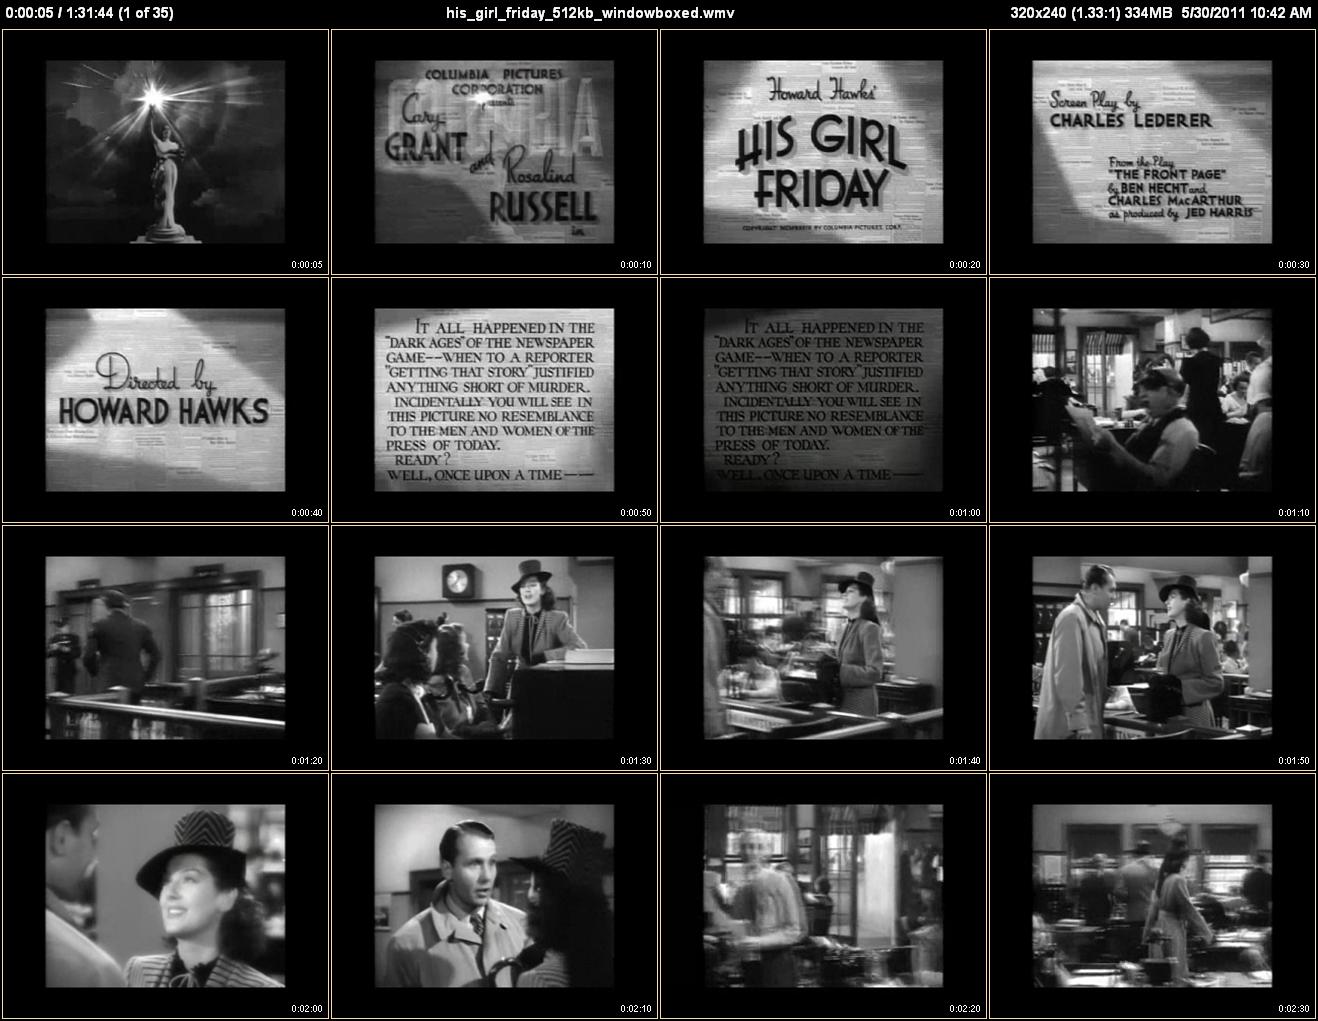 0:00:05 / 1:31:44 (1 of 35)
his_girl_friday_512kb_windowboxed.wmv
320x240 (1.33:1) 334MB 5/30/2011 10:42 AM
0:00:05
COLUMBIA PICTURES
CORPORATION
presents
Cary
GRANT
and
Rosalind
RUSSELL
in
0:00:10
Howard Hawks'
HIS GIRL
FRIDAY
COPYRIGHT MCMXXXIX BY COLUMBIA PICTURES, CORP.
0:00:20
Screen Play by
CHARLES LEDERER
From the Play
"THE FRONT PAGE"
by BEN HECHT and
CHARLES MACARTHUR
as produced by JED HARRIS
0:00:30
Directed by
HOWARD HAWKS
0:00:40
IT ALL HAPPENED IN THE
"DARK AGES" OF THE NEWSPAPER
GAME--WHEN TO A REPORTER
"GETTING THAT STORY" JUSTIFIED
ANYTHING SHORT OF MURDER.
INCIDENTALLY YOU WILL SEE IN
THIS PICTURE NO RESEMBLANCE
TO THE MEN AND WOMEN OF THE
PRESS OF TODAY.
READY?
WELL, ONCE UPON A TIME--
0:00:50
IT ALL HAPPENED IN THE
"DARK AGES" OF THE NEWSPAPER
GAME--WHEN TO A REPORTER
"GETTING THAT STORY" JUSTIFIED
ANYTHING SHORT OF MURDER.
INCIDENTALLY YOU WILL SEE IN
THIS PICTURE NO RESEMBLANCE
TO THE MEN AND WOMEN OF THE
PRESS OF TODAY.
READY?
WELL, ONCE UPON A TIME--
0:01:00
0:01:10
0:01:20
0:01:30
0:01:40
0:01:50
0:02:00
0:02:10
0:02:20
0:02:30